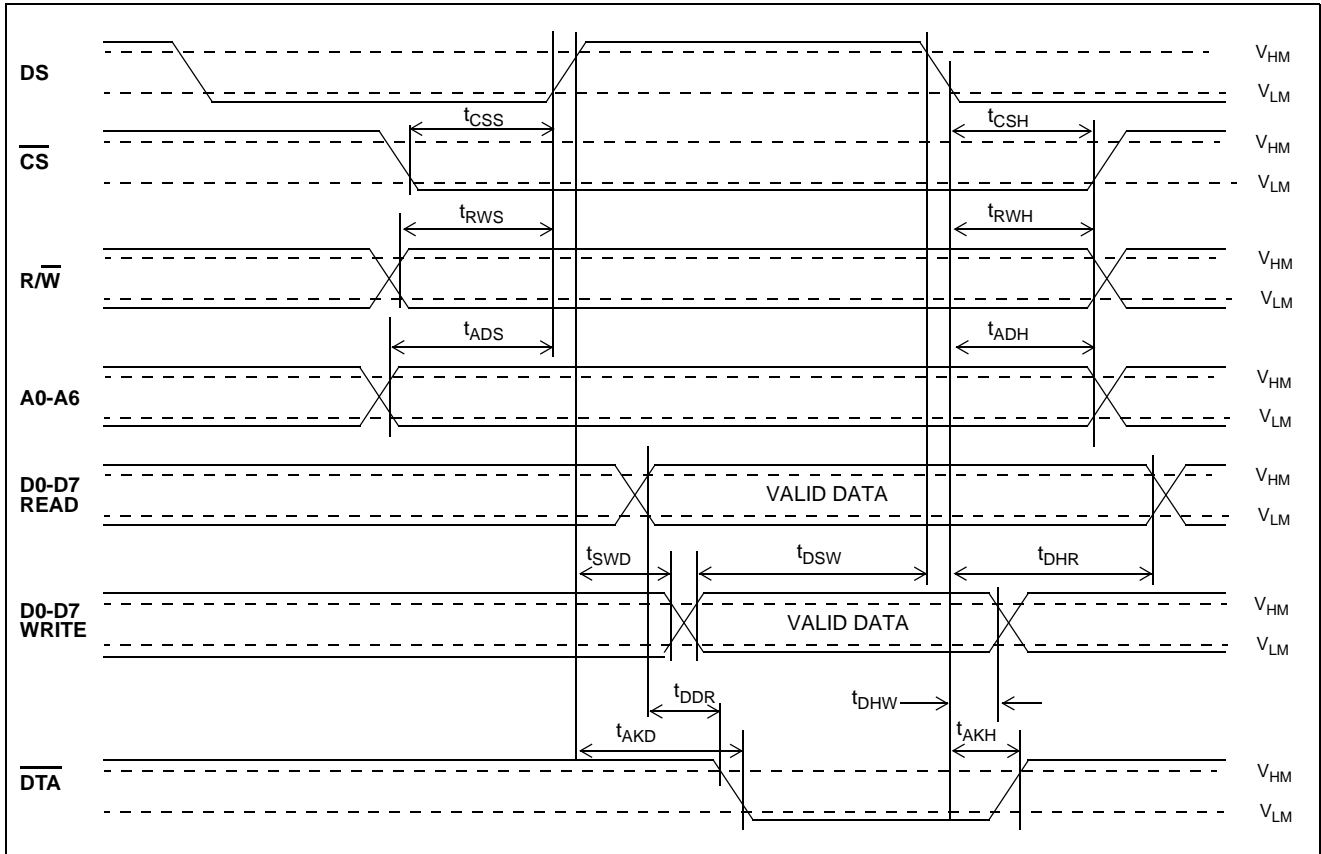 DS
V_HM
V_LM
t_CSS
t_CSH
C̅S̅
V_HM
V_LM
t_RWS
t_RWH
R/W̅
V_HM
V_LM
t_ADS
t_ADH
A0-A6
V_HM
V_LM
D0-D7
READ
VALID DATA
V_HM
V_LM
t_SWD
t_DSW
t_DHR
D0-D7
WRITE
VALID DATA
V_HM
V_LM
t_DDR
t_DHW
t_AKD
t_AKH
D̅T̅A̅
V_HM
V_LM